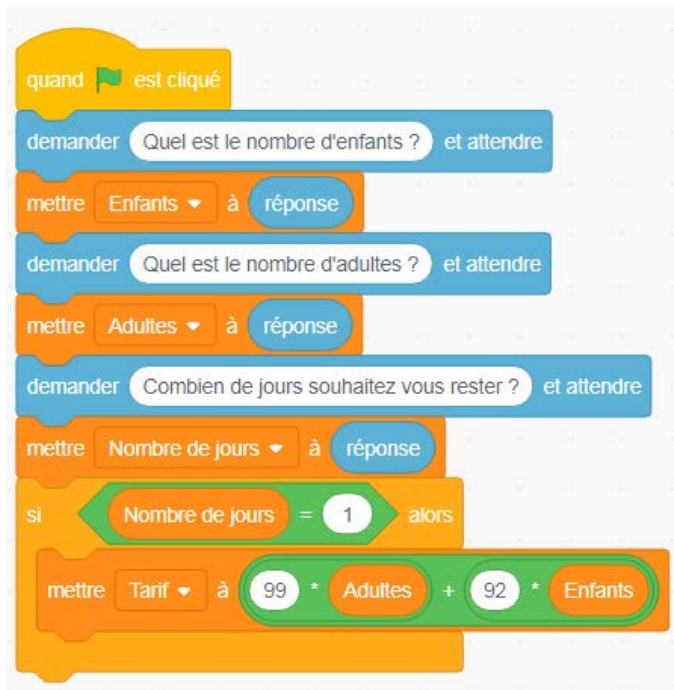 quand est cliqué
demander Quel est le nombre d'enfants ? et attendre
mettre Enfants à réponse
demander Quel est le nombre d'adultes ? et attendre
mettre Adultes à réponse
demander Combien de jours souhaitez vous rester ? et attendre
mettre Nombre de jours à réponse
si Nombre de jours = 1 alors
mettre Tarif à 99 * Adultes + 92 * Enfants